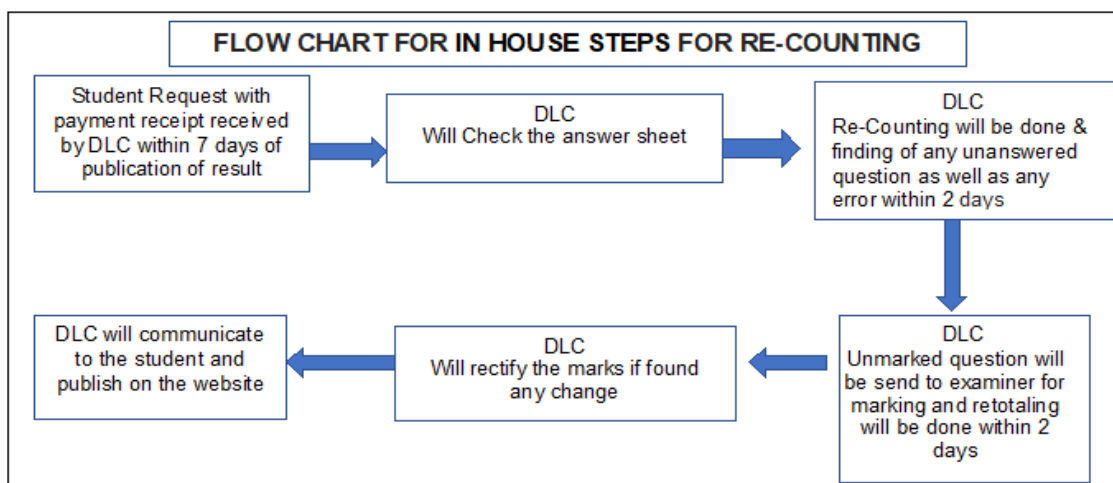 FLOW CHART FOR IN HOUSE STEPS FOR RE-COUNTING
Student Request with
payment receipt received
by DLC within 7 days of
publication of result
DLC
Will Check the answer sheet
DLC
Re-Counting will be done &
finding of any unanswered
question as well as any
error within 2 days
DLC
Unmarked question will
be send to examiner for
marking and retotaling
will be done within 2
days
DLC
Will rectify the marks if found
any change
DLC will communicate
to the student and
publish on the website